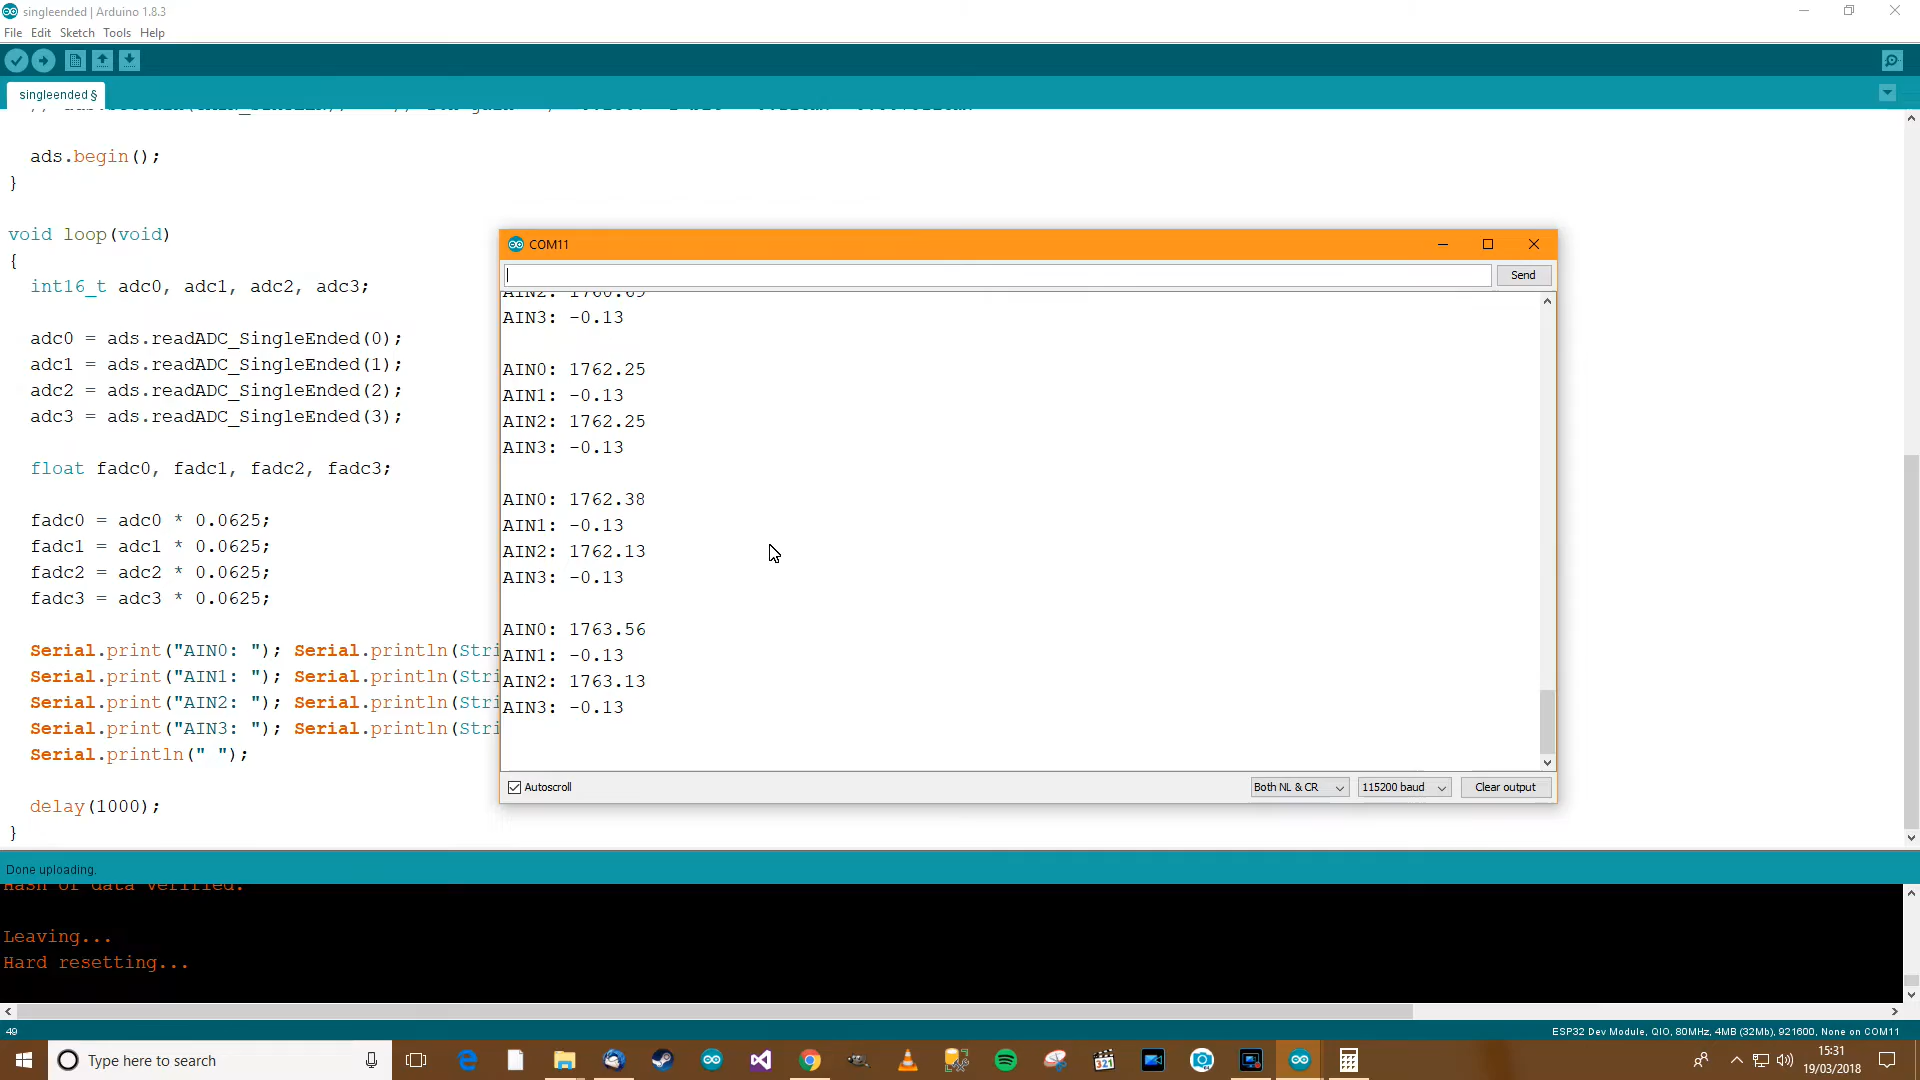 singleended | Arduino 1.8.3
File Edit Sketch Tools Help
singleended §
ads.begin();
}
void loop(void)
{
int16_t adc0, adc1, adc2, adc3;
adc0 = ads.readADC_SingleEnded(0);
adc1 = ads.readADC_SingleEnded(1);
adc2 = ads.readADC_SingleEnded(2);
adc3 = ads.readADC_SingleEnded(3);
float fadc0, fadc1, fadc2, fadc3;
fadc0 = adc0 * 0.0625;
fadc1 = adc1 * 0.0625;
fadc2 = adc2 * 0.0625;
fadc3 = adc3 * 0.0625;
Serial.print("AIN0: "); Serial.println(Stri
Serial.print("AIN1: "); Serial.println(Stri
Serial.print("AIN2: "); Serial.println(Stri
Serial.print("AIN3: "); Serial.println(Stri
Serial.println(" ");
delay(1000);
}
COM11
Send
AIN2: 1760.69
AIN3: -0.13
AIN0: 1762.25
AIN1: -0.13
AIN2: 1762.25
AIN3: -0.13
AIN0: 1762.38
AIN1: -0.13
AIN2: 1762.13
AIN3: -0.13
AIN0: 1763.56
AIN1: -0.13
AIN2: 1763.13
AIN3: -0.13
Autoscroll
Both NL & CR
115200 baud
Clear output
Done uploading.
Hash of data verified.
Leaving...
Hard resetting...
49
ESP32 Dev Module, QIO, 80MHz, 4MB (32Mb), 921600, None on COM11
Type here to search
321
15:31
19/03/2018